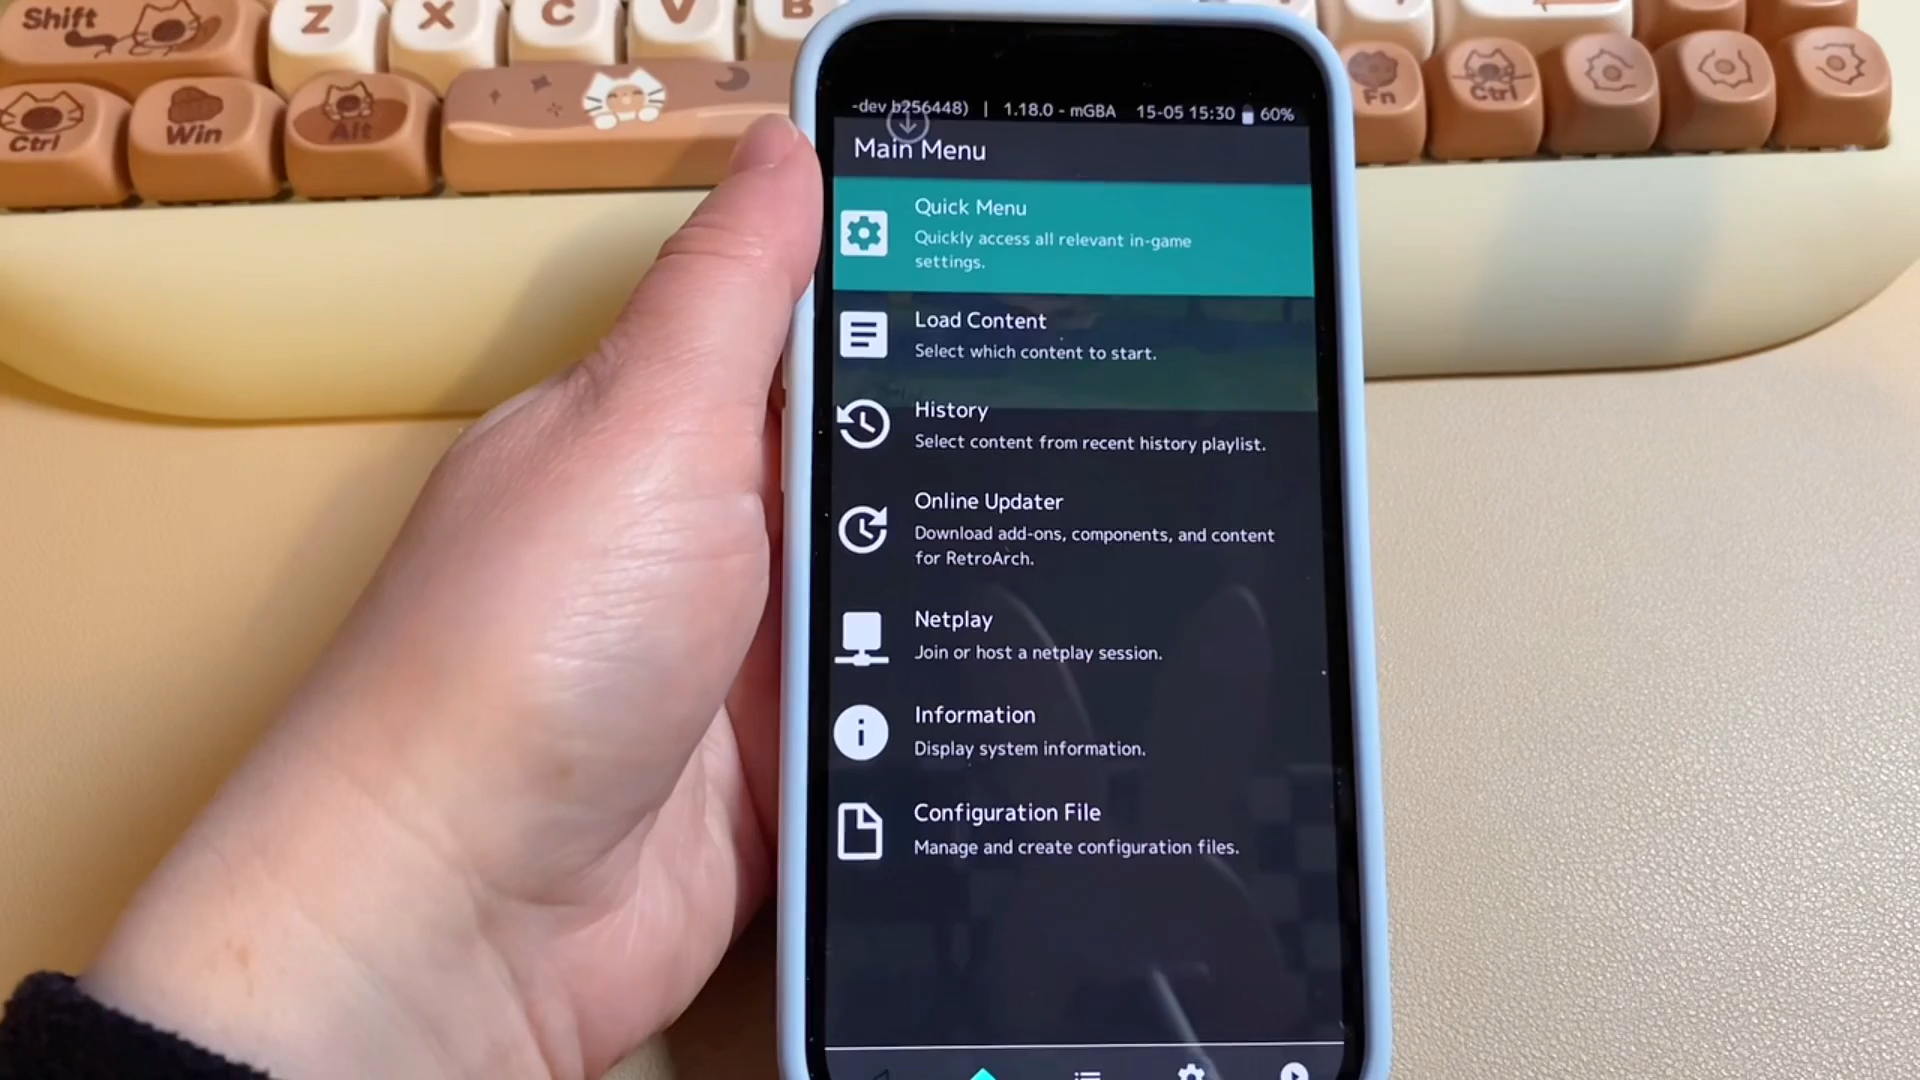 Shift
Z
X
C
V
B
Ctrl
Win
Alt
Fn
Ctrl
-dev b256448) | 1.18.0 - mGBA 15-05 15:30 60%
Main Menu
Quick Menu
Quickly access all relevant in-game
settings.
Load Content
Select which content to start.
History
Select content from recent history playlist.
Online Updater
Download add-ons, components, and content
for RetroArch.
Netplay
Join or host a netplay session.
Information
Display system information.
Configuration File
Manage and create configuration files.